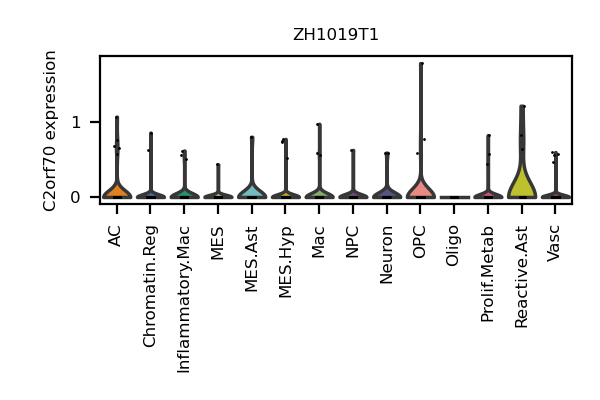 ZH1019T1
C2orf70 expression
1
0
AC
Chromatin.Reg
Inflammatory.Mac
MES
MES.Ast
MES.Hyp
Mac
NPC
Neuron
OPC
Oligo
Prolif.Metab
Reactive.Ast
Vasc